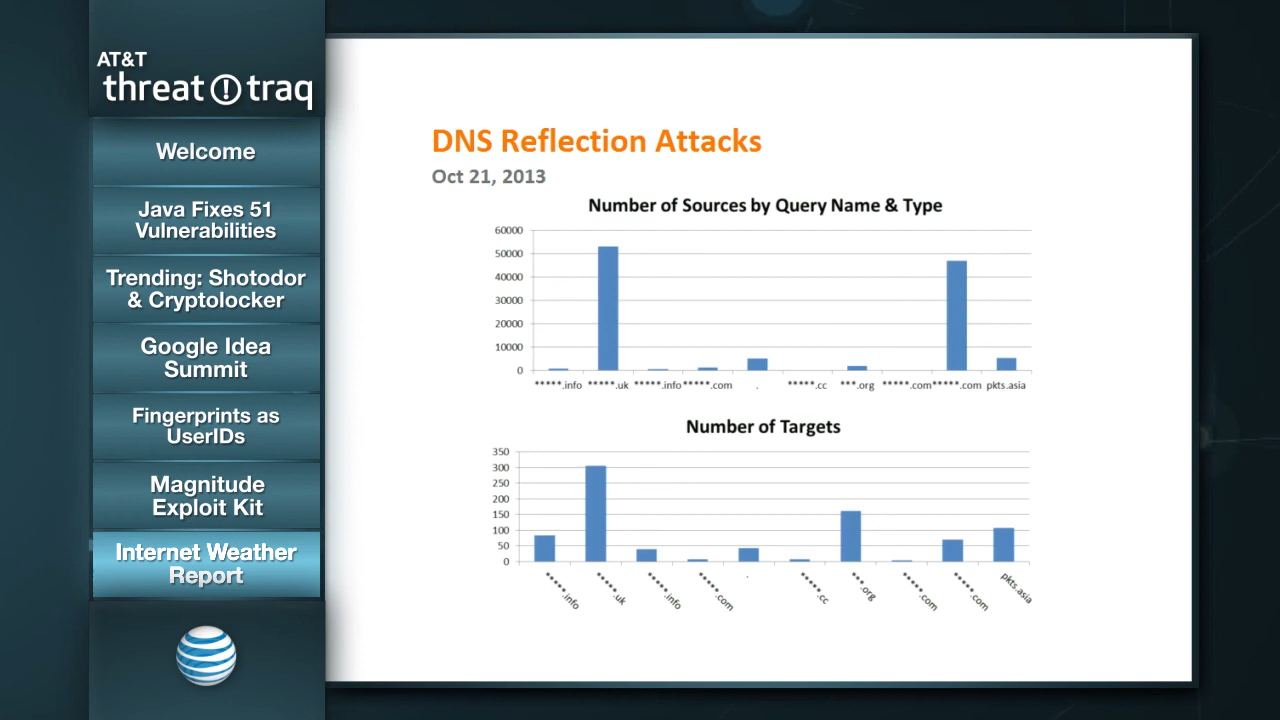 AT&T
threat traq
Welcome
Java Fixes 51
Vulnerabilities
Trending: Shotodor
& Cryptolocker
Google Idea
Summit
Fingerprints as
UserIDs
Magnitude
Exploit Kit
Internet Weather
Report
DNS Reflection Attacks
Oct 21, 2013
Number of Sources by Query Name & Type
60000
50000
40000
30000
20000
10000
0
*****.info *****.uk *****.info *****.com . *****.cc ***.org *****.com *****.com pkts.asia
Number of Targets
350
300
250
200
150
100
50
0
*****.info *****.uk *****.info *****.com . *****.cc ***.org *****.com *****.com pkts.asia